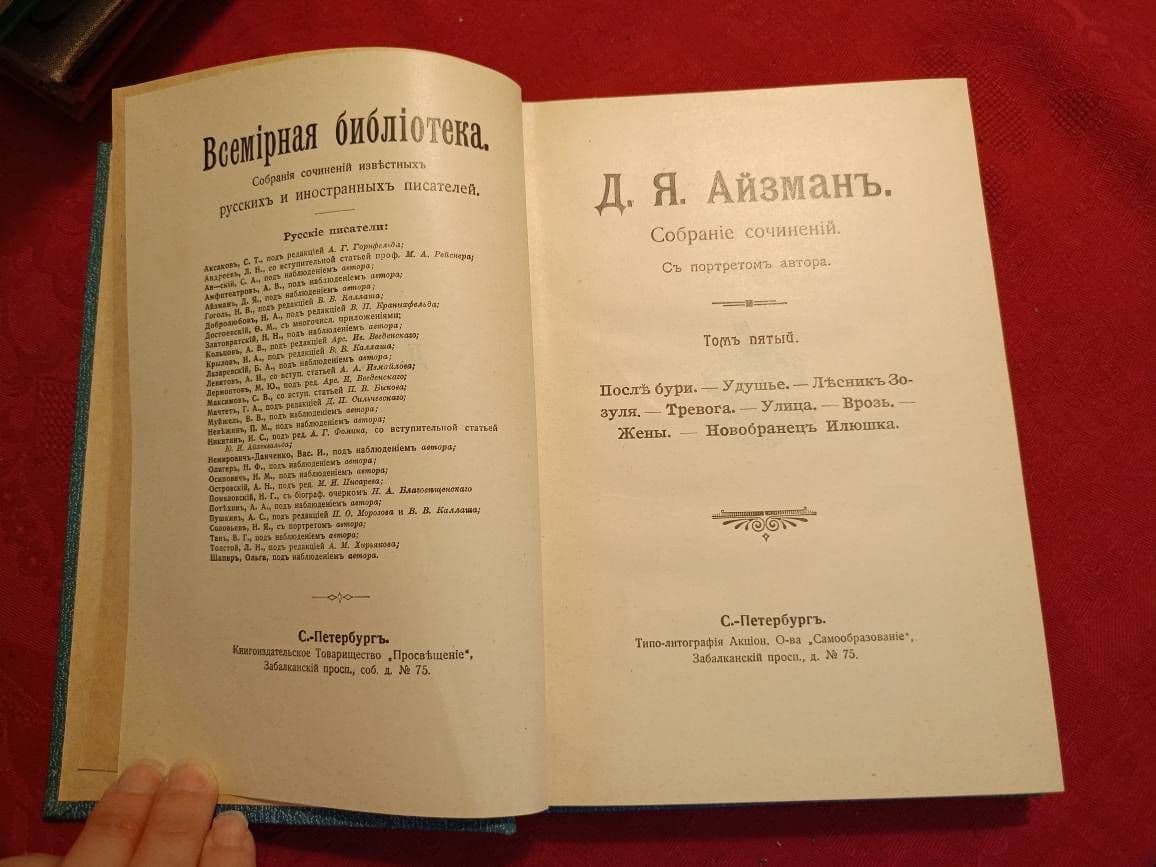 Всемірная библіотека.
Собранія сочиненій извѣстныхъ
русскихъ и иностранныхъ писателей.
Русскіе писатели:
Аксаковъ, С. Т., подъ редакціей А. Г. Горнфельда;
Андреевъ, Л. Н., со вступительной статьей проф. М. А. Рейснера;
Ан—скій, С. А., подъ наблюденіемъ автора;
Амфитеатровъ, А. В., подъ наблюденіемъ автора;
Айзманъ, Д. Я., подъ наблюденіемъ автора;
Гоголь, Н. В., подъ редакціей В. В. Каллаша;
Добролюбовъ, Н. А., подъ редакціей В. П. Кранихфельда;
Достоевскій, Ѳ. М., съ многочисл. приложеніями;
Златовратскій, Н. Н., подъ наблюденіемъ автора;
Кольцовъ, А. В., подъ редакціей Арс. Ив. Введенскаго;
Крыловъ, И. А., подъ редакціей В. В. Каллаша;
Лазаревскій, Б. А., подъ наблюденіемъ автора;
Левитовъ, А. И., со вступ. статьей А. А. Измайлова;
Лермонтовъ, М. Ю., подъ ред. Арс. И. Введенскаго;
Максимовъ, С. В., со вступ. статьей П. В. Быкова;
Мачтетъ, Г. А., подъ редакціей Д. П. Сильчевскаго;
Муйжель, В. В., подъ наблюденіемъ автора;
Невѣжинъ, П. М., подъ наблюденіемъ автора;
Никитинъ, И. С., подъ ред. А. Г. Фомина, со вступительной статьей
Ю. И. Айхенвальда;
Немировичъ-Данченко, Вас. И., подъ наблюденіемъ автора;
Олигеръ, Н. Ф., подъ наблюденіемъ автора;
Осиповичъ, Н. М., подъ наблюденіемъ автора;
Островскій, А. Н., подъ ред. М. И. Писарева;
Помяловскій, Н. Г., съ біограф. очеркомъ Н. А. Благовѣщенскаго
Потѣхинъ, А. А., подъ наблюденіемъ автора;
Пушкинъ, А. С., подъ редакціей П. О. Морозова и В. В. Каллаша;
Соловьевъ, Н. Я., съ портретомъ автора;
Танъ, В. Г., подъ наблюденіемъ автора;
Толстой, Л. Н., подъ редакціей А. М. Хирьякова;
Шапиръ, Ольга, подъ наблюденіемъ автора.
С.-Петербургъ.
Книгоиздательское Товарищество „Просвѣщеніе“,
Забалканскій просп., соб. д. № 75.
Д. Я. Айзманъ.
Собраніе сочиненій.
Съ портретомъ автора.
Томъ пятый.
Послѣ бури. — Удушье. — Лѣсникъ Зо-
зуля. — Тревога. — Улица. — Врозь. —
Жены. — Новобранецъ Илюшка.
С.-Петербургъ.
Типо-литографія Акціон. О-ва „Самообразованіе“,
Забалканскій просп., д. № 75.